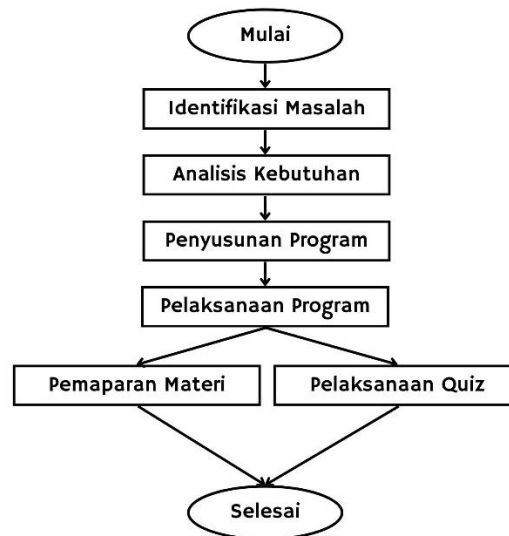 Mulai
Identifikasi Masalah
Analisis Kebutuhan
Penyusunan Program
Pelaksanaan Program
Pemaparan Materi
Pelaksanaan Quiz
Selesai